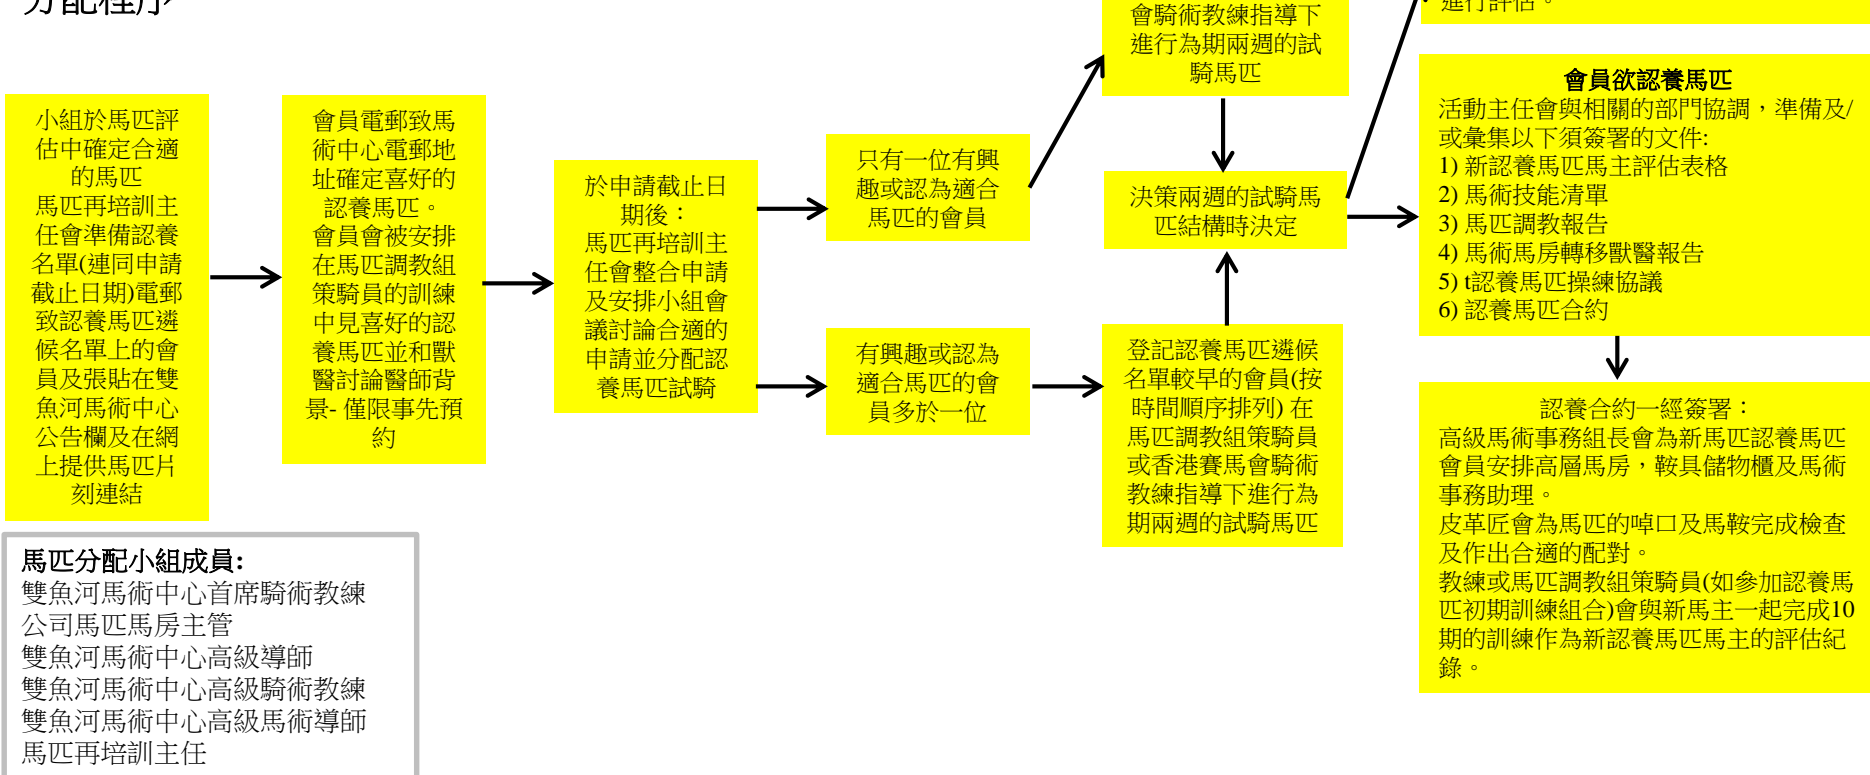 分配程序
小組於馬匹評
估中確定合適
的馬匹
馬匹再培訓主
任會準備認養
名單(連同申請
截止日期)電郵
致認養馬匹遴
候名單上的會
員及張貼在雙
魚河馬術中心
公告欄及在網
上提供馬匹片
刻連結
會員電郵致馬
術中心電郵地
址確定喜好的
認養馬匹。
會員會被安排
在馬匹調教組
策騎員的訓練
中見喜好的認
養馬匹並和獸
醫討論醫師背
景- 僅限事先預
約
於申請截止日
期後：
馬匹再培訓主
任會整合申請
及安排小組會
議討論合適的
申請並分配認
養馬匹試騎
只有一位有興
趣或認為適合
馬匹的會員
有興趣或認為
適合馬匹的會
員多於一位
會騎術教練指導下
進行為期兩週的試
騎馬匹
決策兩週的試騎馬
匹結構時決定
登記認養馬匹遴候
名單較早的會員(按
時間順序排列) 在
馬匹調教組策騎員
或香港賽馬會騎術
教練指導下進行為
期兩週的試騎馬匹
進行評估。
會員欲認養馬匹
活動主任會與相關的部門協調，準備及/
或彙集以下須簽署的文件:
1) 新認養馬匹馬主評估表格
2) 馬術技能清單
3) 馬匹調教報告
4) 馬術馬房轉移獸醫報告
5) t認養馬匹操練協議
6) 認養馬匹合約
認養合約一經簽署：
高級馬術事務組長會為新馬匹認養馬匹
會員安排高層馬房，鞍具儲物櫃及馬術
事務助理。
皮革匠會為馬匹的啅口及馬鞍完成檢查
及作出合適的配對。
教練或馬匹調教組策騎員(如參加認養馬
匹初期訓練組合)會與新馬主一起完成10
期的訓練作為新認養馬匹馬主的評估紀
錄。
馬匹分配小組成員:
雙魚河馬術中心首席騎術教練
公司馬匹馬房主管
雙魚河馬術中心高級導師
雙魚河馬術中心高級騎術教練
雙魚河馬術中心高級馬術導師
馬匹再培訓主任